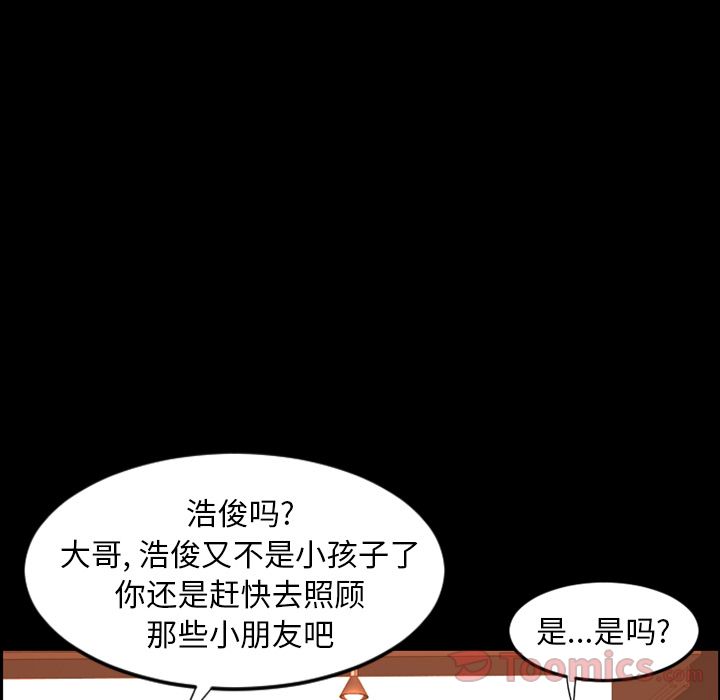 浩俊吗?
大哥, 浩俊又不是小孩子了
你还是赶快去照顾
那些小朋友吧
是...是吗?
Toomics.com